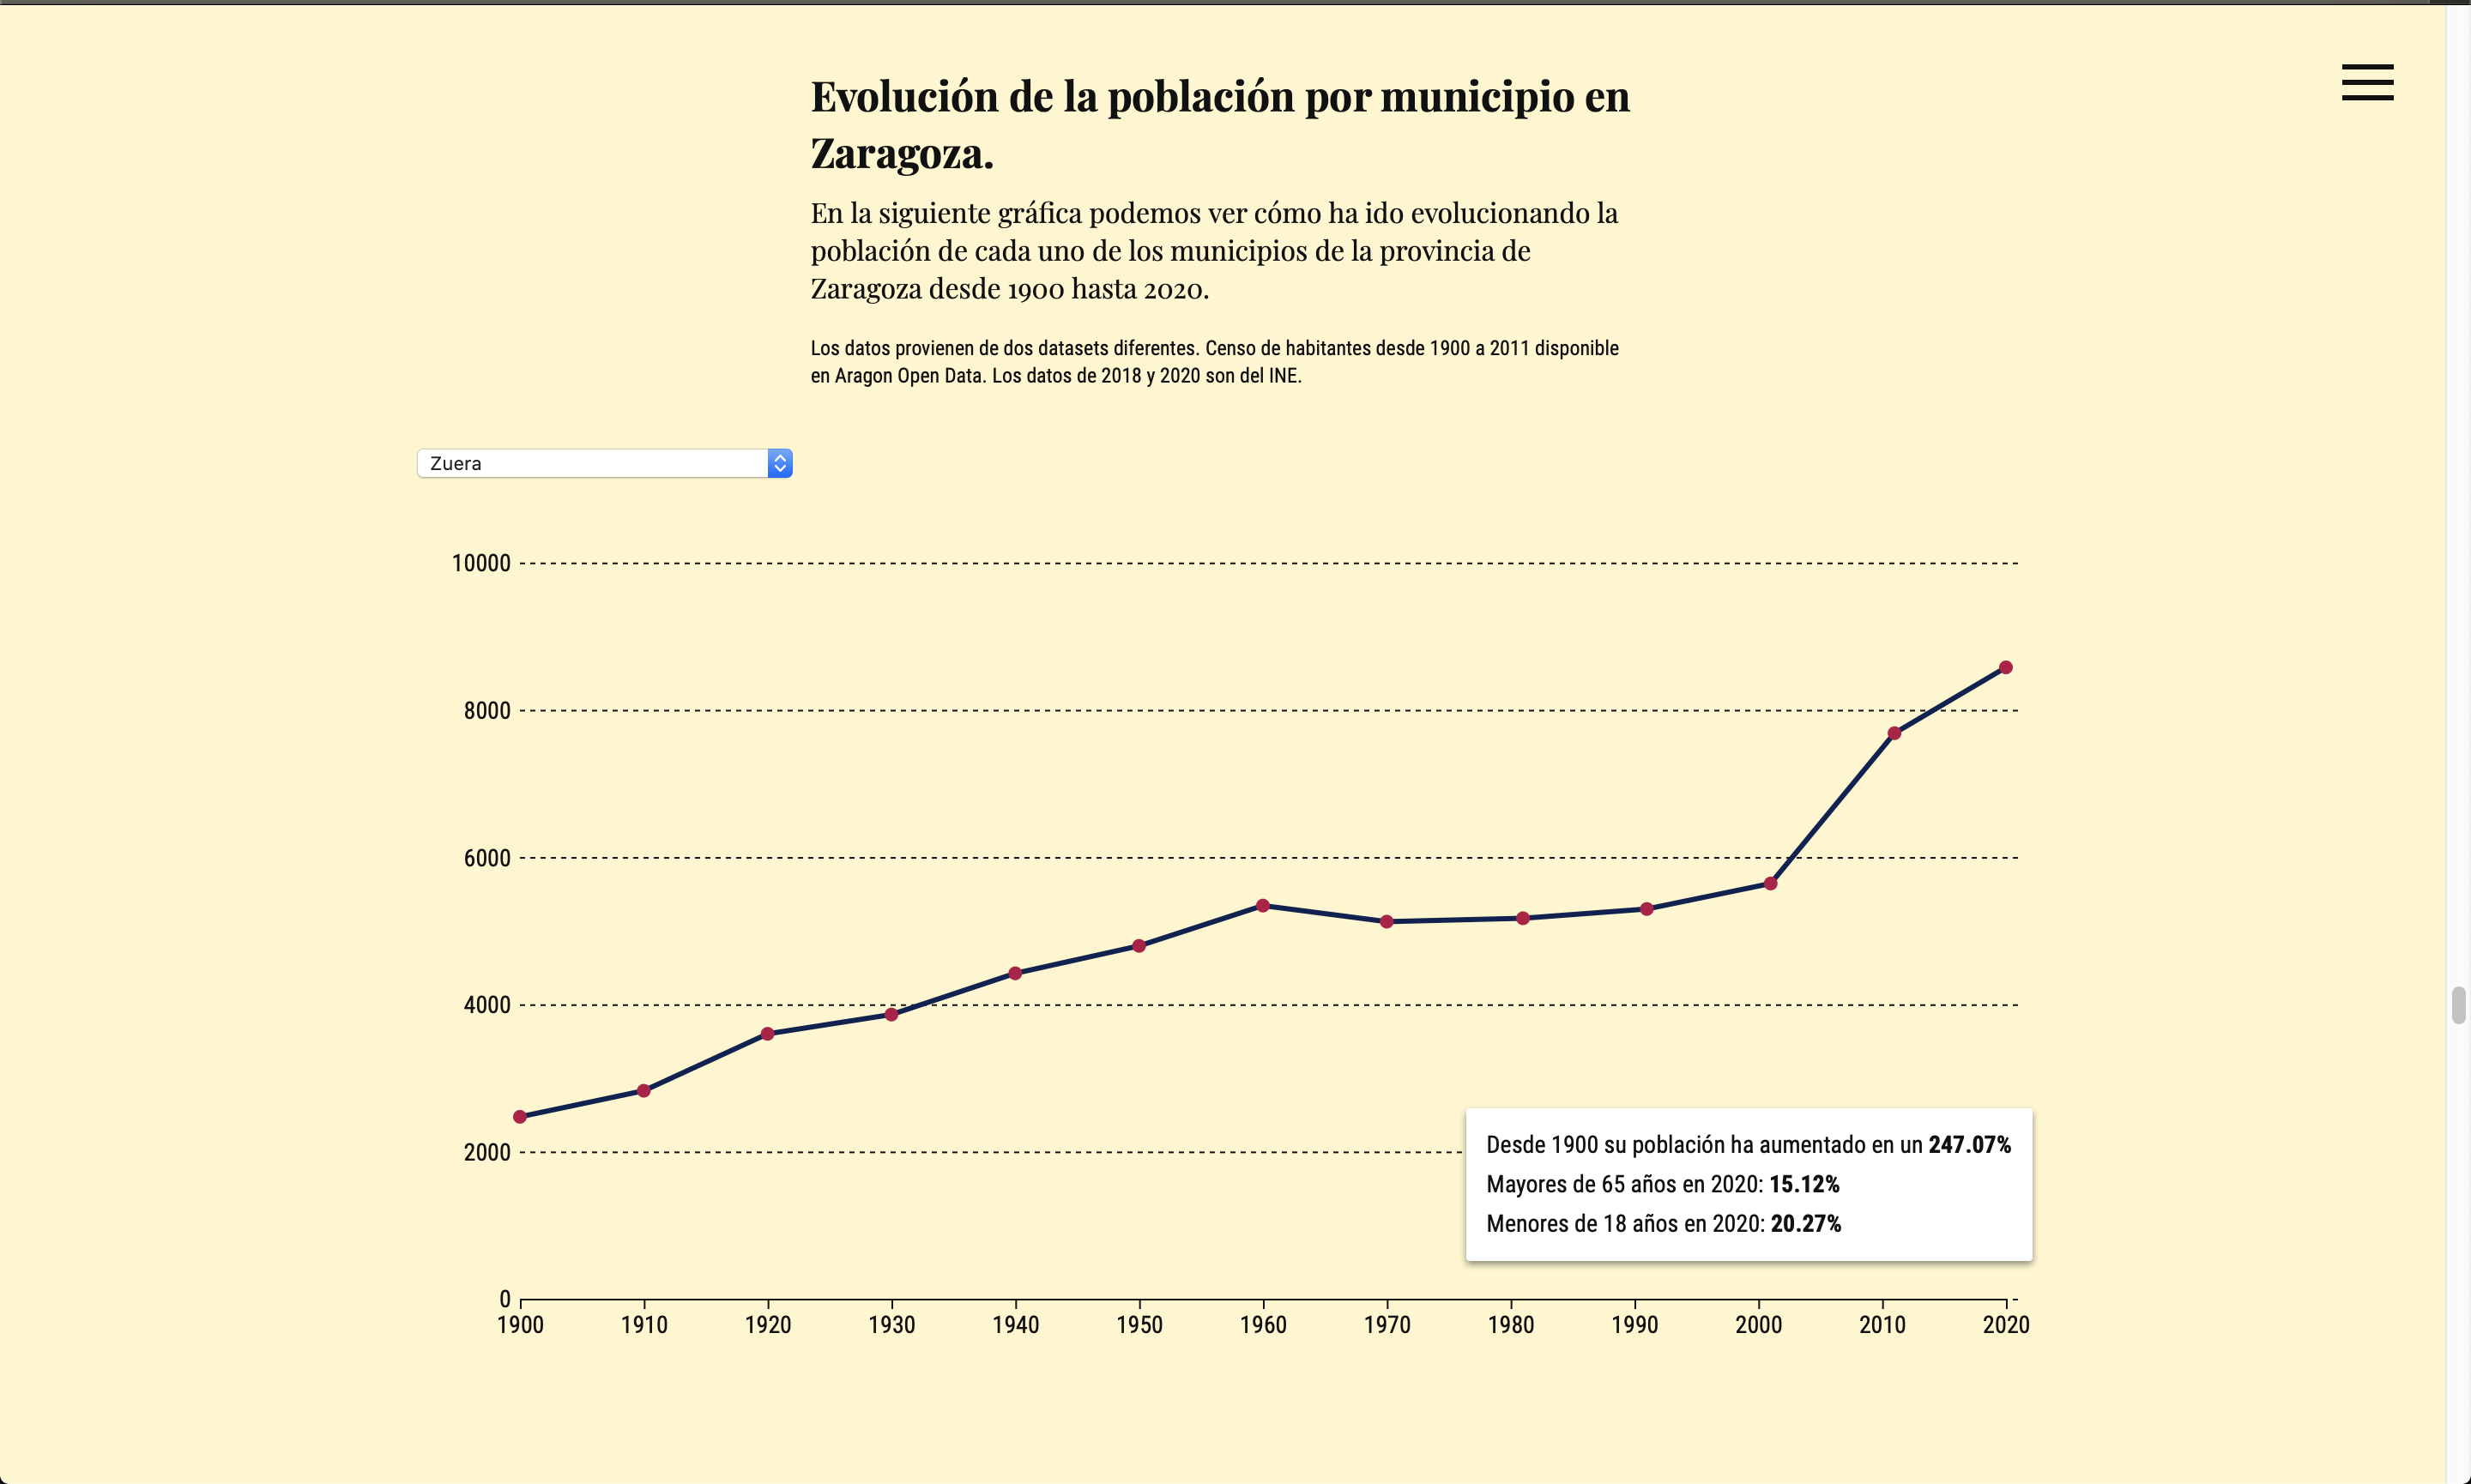 Evolución de la población por municipio en
Zaragoza.
En la siguiente gráfica podemos ver cómo ha ido evolucionando la
población de cada uno de los municipios de la provincia de
Zaragoza desde 1900 hasta 2020.
Los datos provienen de dos datasets diferentes. Censo de habitantes desde 1900 a 2011 disponible
en Aragon Open Data. Los datos de 2018 y 2020 son del INE.
Zuera
10000
8000
6000
4000
2000
0
Desde 1900 su población ha aumentado en un 247.07%
Mayores de 65 años en 2020: 15.12%
Menores de 18 años en 2020: 20.27%
1900 1910 1920 1930 1940 1950 1960 1970 1980 1990 2000 2010 2020